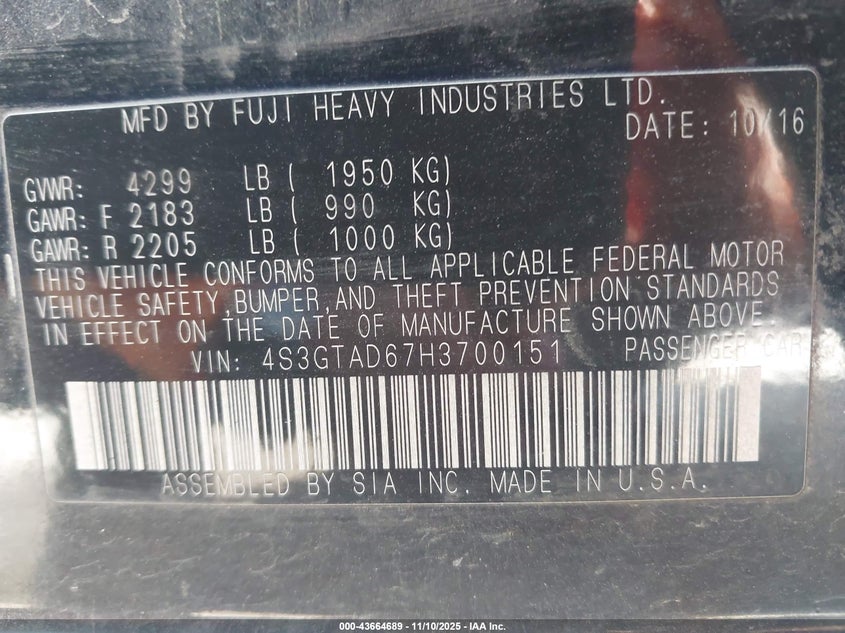 MFD BY FUJI HEAVY INDUSTRIES LTD.
DATE: 10/16
GVWR: 4299 LB ( 1950 KG)
GAWR: F 2183 LB ( 990 KG)
GAWR: R 2205 LB ( 1000 KG)
THIS VEHICLE CONFORMS TO ALL APPLICABLE FEDERAL MOTOR
VEHICLE SAFETY,BUMPER,AND THEFT PREVENTION STANDARDS
IN EFFECT ON THE DATE OF MANUFACTURE SHOWN ABOVE.
VIN: 4S3GTAD67H3700151 PASSENGER CAR
ASSEMBLED BY SIA INC. MADE IN U.S.A.
000-43664689 - 11/10/2025 - IAA Inc.